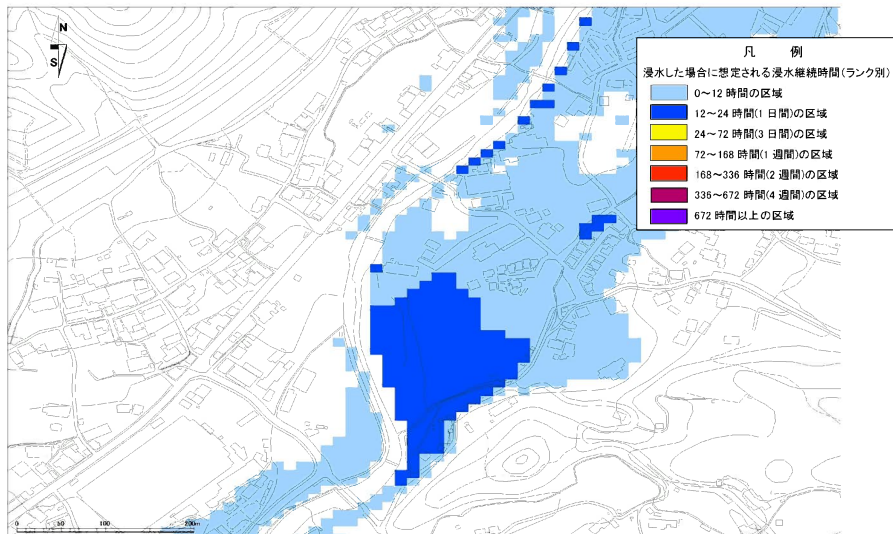 N
S
凡 例
浸水した場合に想定される浸水継続時間(ランク別)
0～12 時間の区域
12～24 時間(1 日間)の区域
24～72 時間(3 日間)の区域
72～168 時間(1 週間)の区域
168～336 時間(2 週間)の区域
336～672 時間(4 週間)の区域
672 時間以上の区域
0 50 100 200m